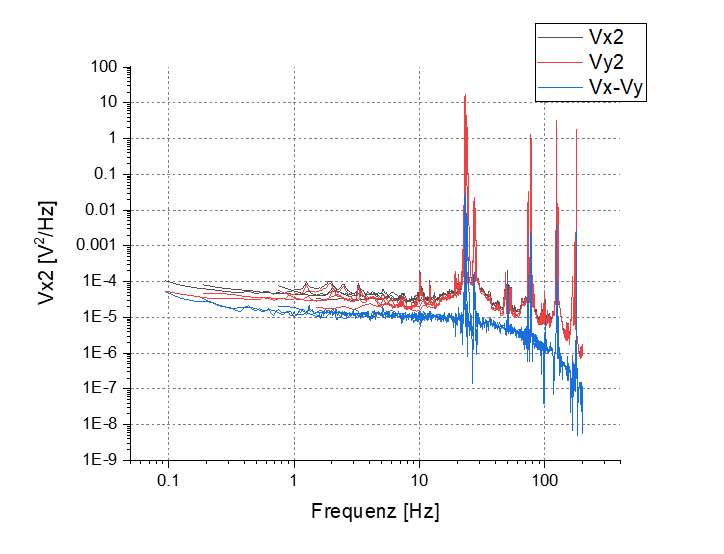 Vx2
Vy2
Vx-Vy
100
10
1
0.1
0.01
0.001
1E-4
1E-5
1E-6
1E-7
1E-8
1E-9
Vx2 [V²/Hz]
0.1 1 10 100
Frequenz [Hz]